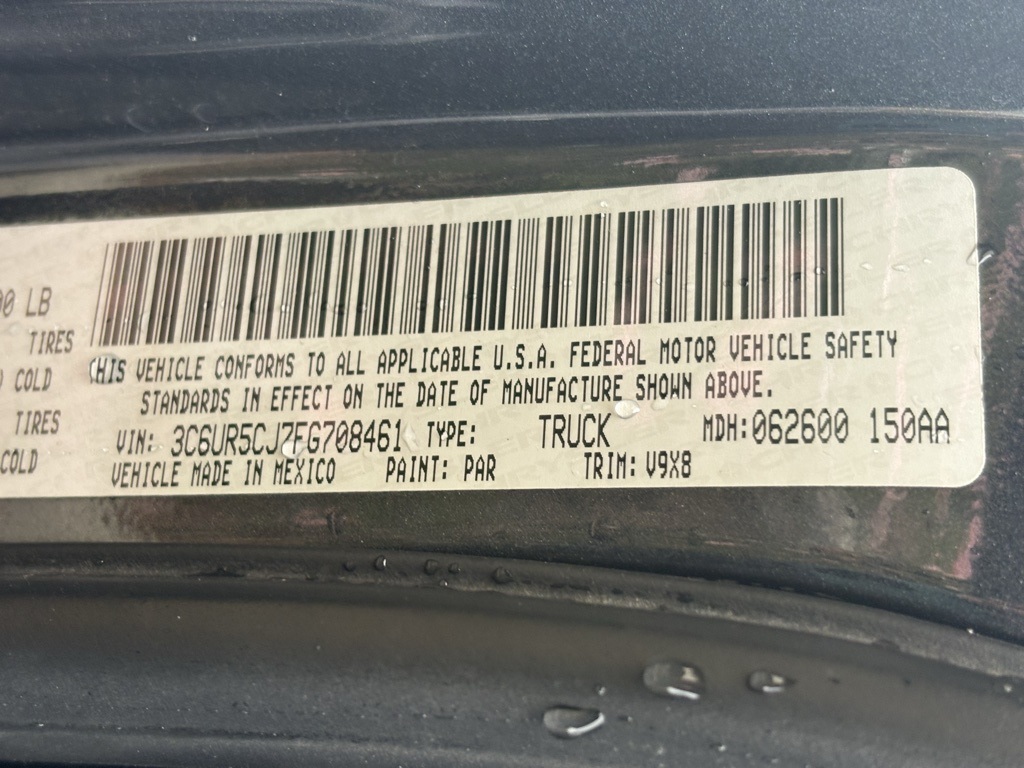 LB
TIRES
COLD
TIRES
COLD
THIS VEHICLE CONFORMS TO ALL APPLICABLE U.S.A. FEDERAL MOTOR VEHICLE SAFETY
STANDARDS IN EFFECT ON THE DATE OF MANUFACTURE SHOWN ABOVE.
VIN: 3C6UR5CJ7FG708461 TYPE: TRUCK MDH:062600 150AA
VEHICLE MADE IN MEXICO PAINT: PAR TRIM: V9X8